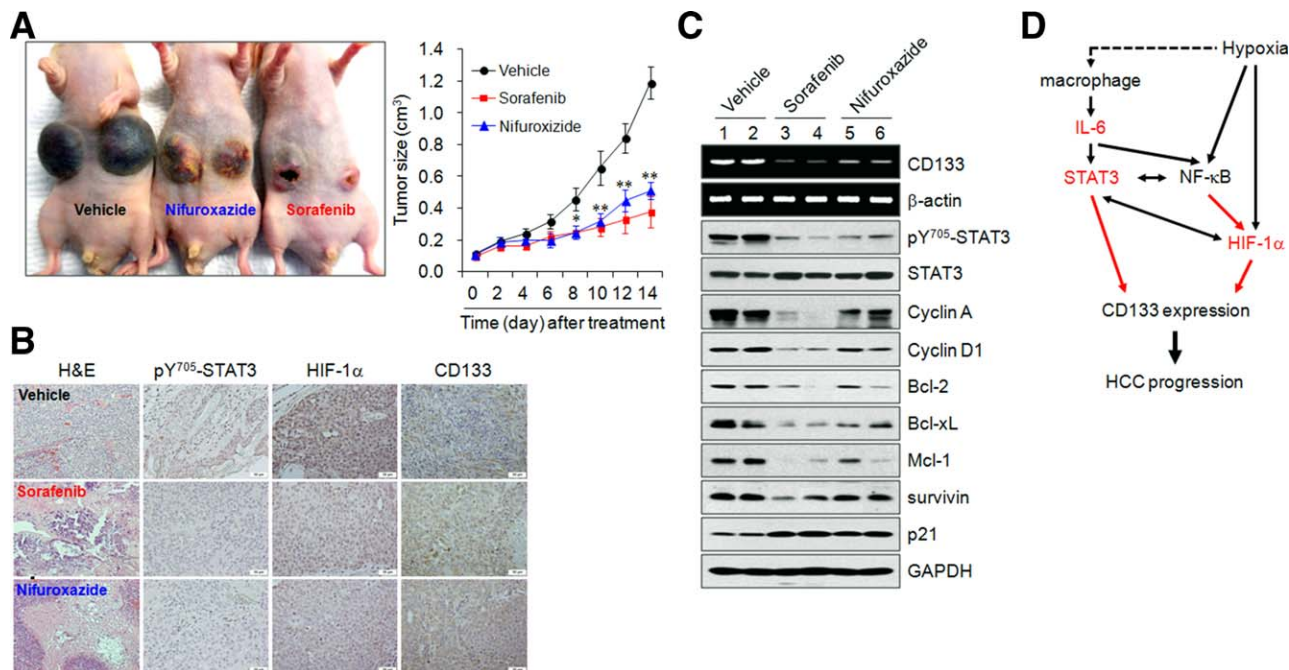 A
Vehicle
Nifuroxazide
Sorafenib
Tumor size (cm³)
1.4
1.2
1.0
0.8
0.6
0.4
0.2
0.0
Vehicle
Sorafenib
Nifuroxizide
*
**
**
**
0 2 4 6 8 10 12 14
Time (day) after treatment
B
H&E pY⁷⁰⁵-STAT3 HIF-1α CD133
Vehicle
Sorafenib
Nifuroxazide
C
Vehicle Sorafenib Nifuroxazide
1 2 3 4 5 6
CD133
β-actin
pY⁷⁰⁵-STAT3
STAT3
Cyclin A
Cyclin D1
Bcl-2
Bcl-xL
Mcl-1
survivin
p21
GAPDH
D
Hypoxia
macrophage
IL-6
STAT3 NF-κB
HIF-1α
CD133 expression
HCC progression